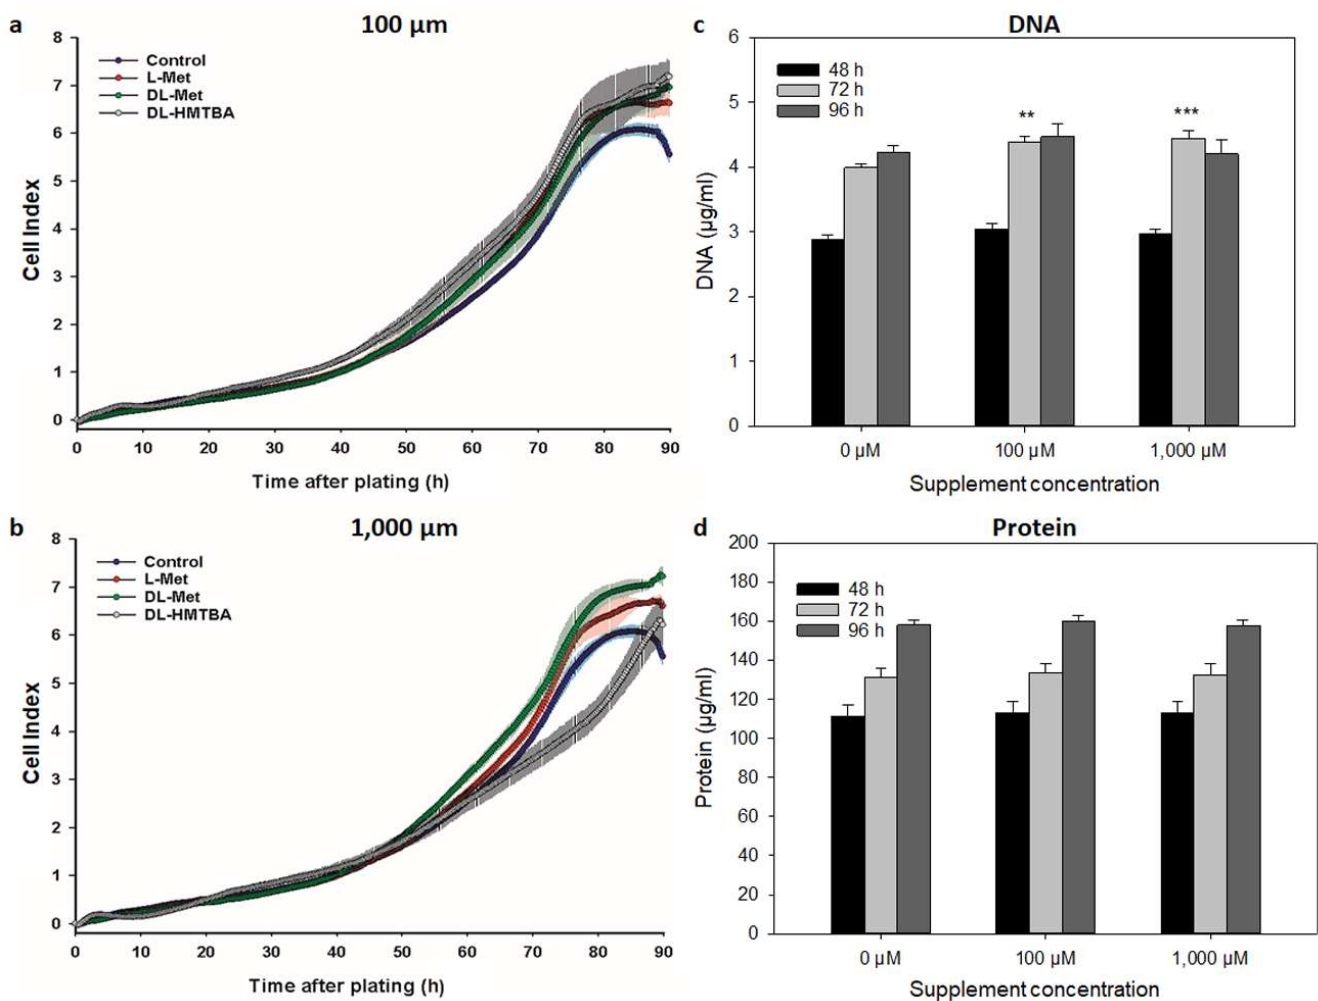 a
100 µm
Control
L-Met
DL-Met
DL-HMTBA
8
7
6
5
4
3
2
1
0
Cell Index
0 10 20 30 40 50 60 70 80 90
Time after plating (h)
c
DNA
48 h
72 h
96 h
6
5
4
3
2
1
0
DNA (µg/ml)
** ***
0 µM 100 µM 1,000 µM
Supplement concentration
b
1,000 µm
Control
L-Met
DL-Met
DL-HMTBA
8
7
6
5
4
3
2
1
0
Cell Index
0 10 20 30 40 50 60 70 80 90
Time after plating (h)
d
Protein
48 h
72 h
96 h
200
180
160
140
120
100
80
60
40
20
0
Protein (µg/ml)
0 µM 100 µM 1,000 µM
Supplement concentration